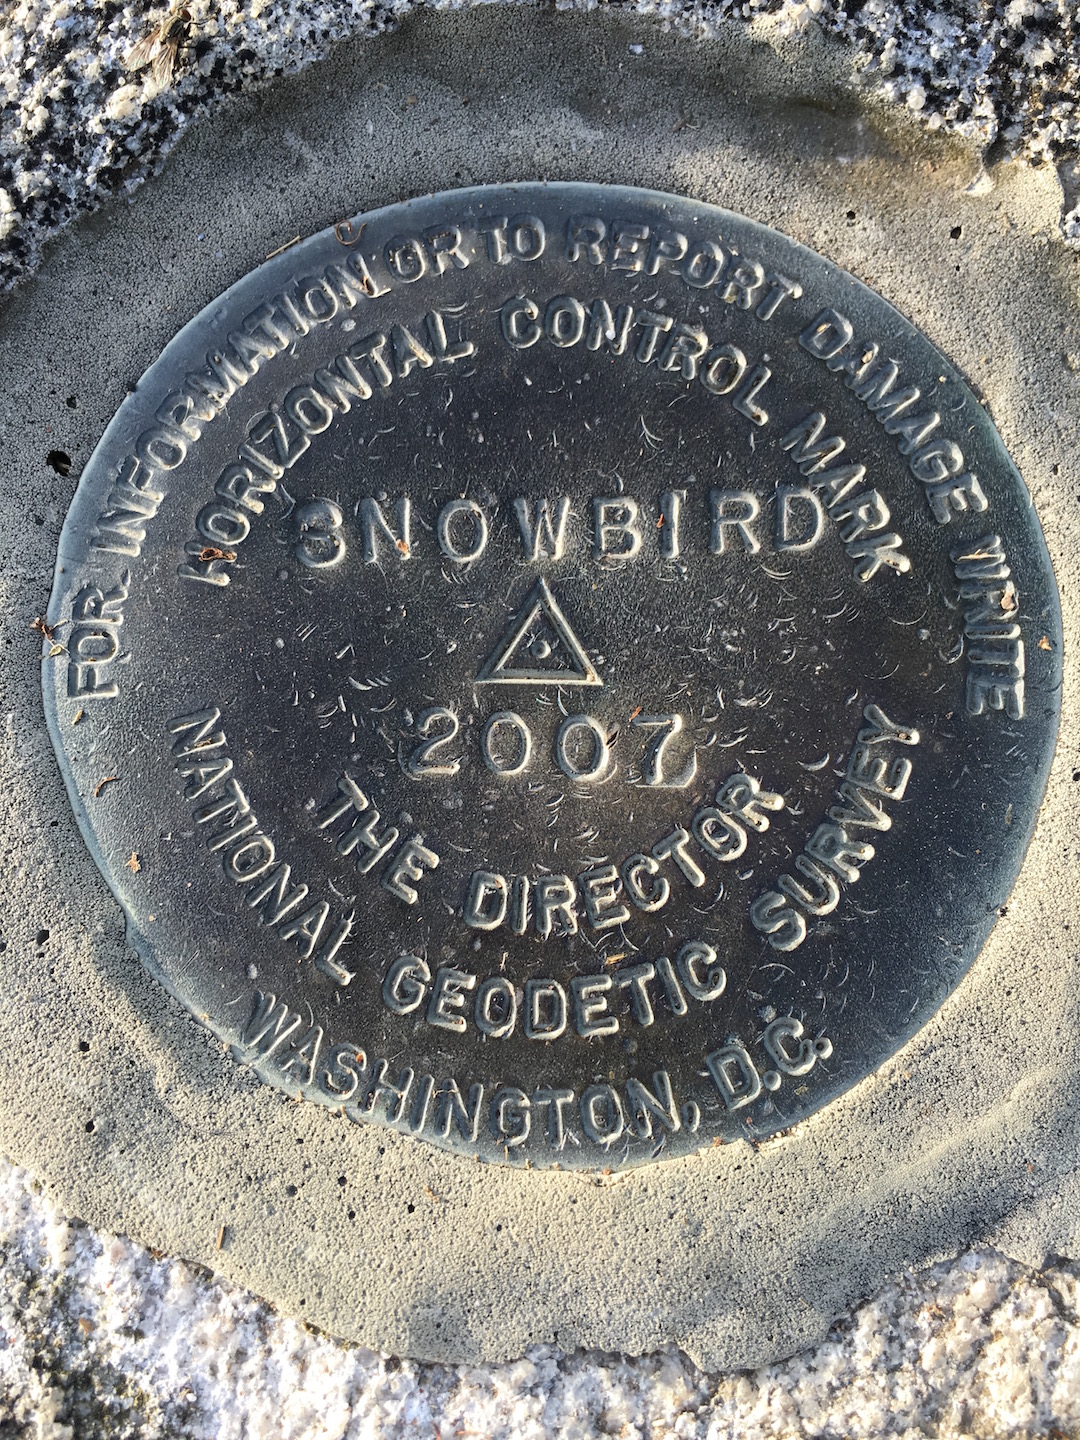 FOR INFORMATION OR TO REPORT DAMAGE WRITE
HORIZONTAL CONTROL MARK
SNOWBIRD
2007
THE DIRECTOR
NATIONAL GEODETIC SURVEY
WASHINGTON, D.C.